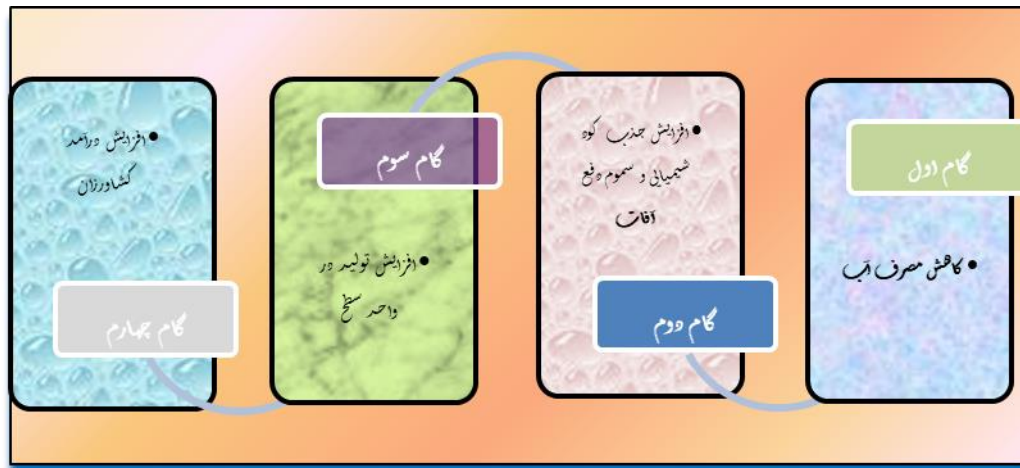 گام اول
• کاهش مصرف آب
• افزایش جذب کود
شیمیایی و سموم دفع
آفات
گام دوم
گام سوم
• افزایش تولید در
واحد سطح
• افزایش درآمد
کشاورزان
گام چهارم